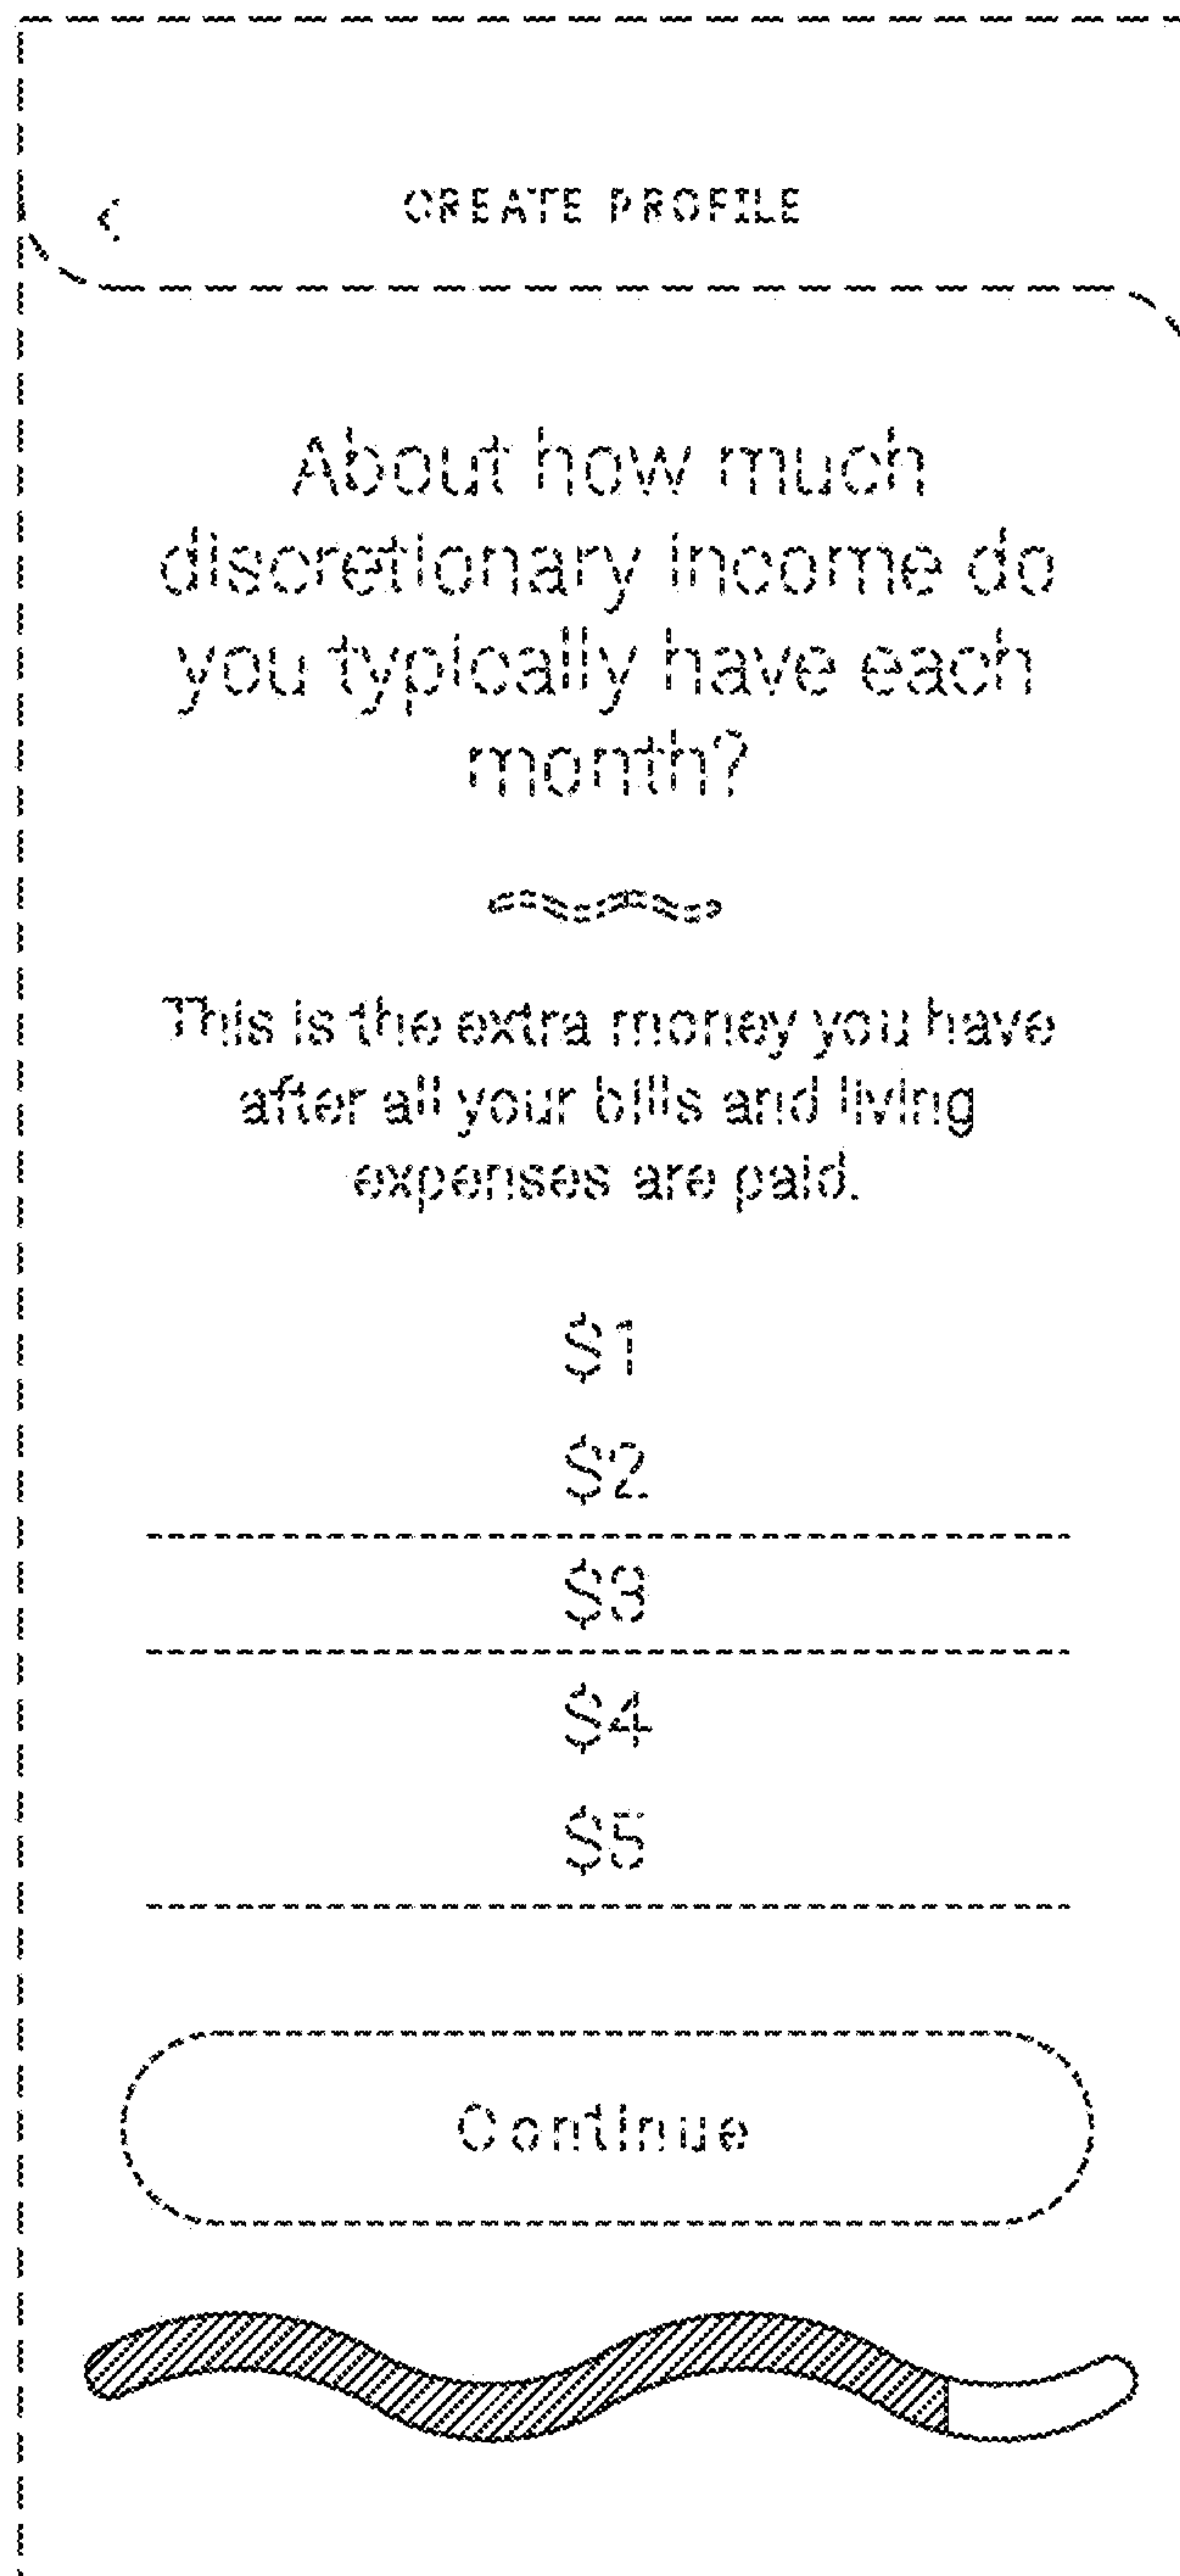 CREATE PROFILE
About how much
discretionary income do
you typically have each
month?
This is the extra money you have
after all your bills and living
expenses are paid.
$1
$2
$3
$4
$5
Continue